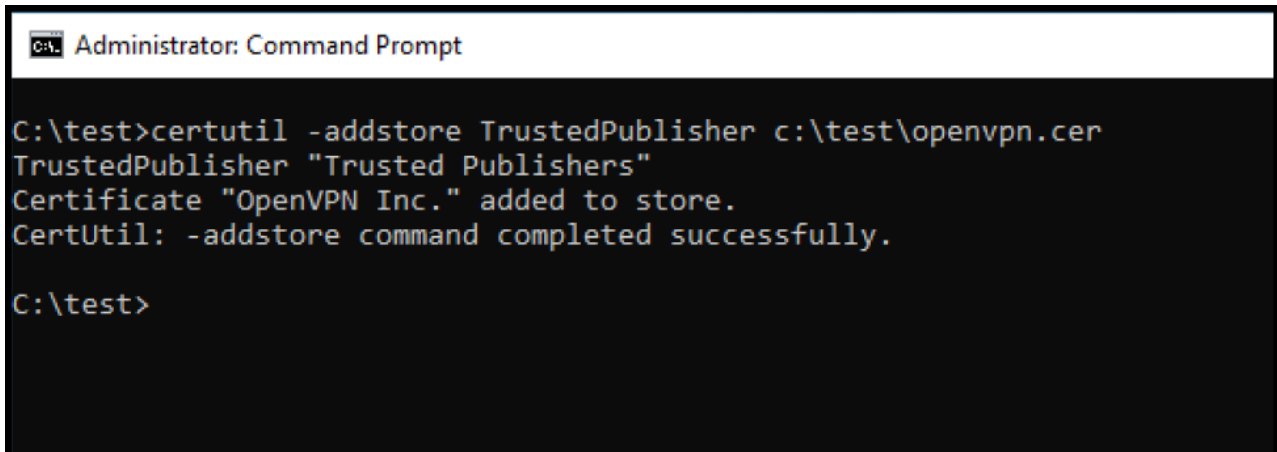 Administrator: Command Prompt
C:\test>certutil -addstore TrustedPublisher c:\test\openvpn.cer
TrustedPublisher "Trusted Publishers"
Certificate "OpenVPN Inc." added to store.
CertUtil: -addstore command completed successfully.
C:\test>